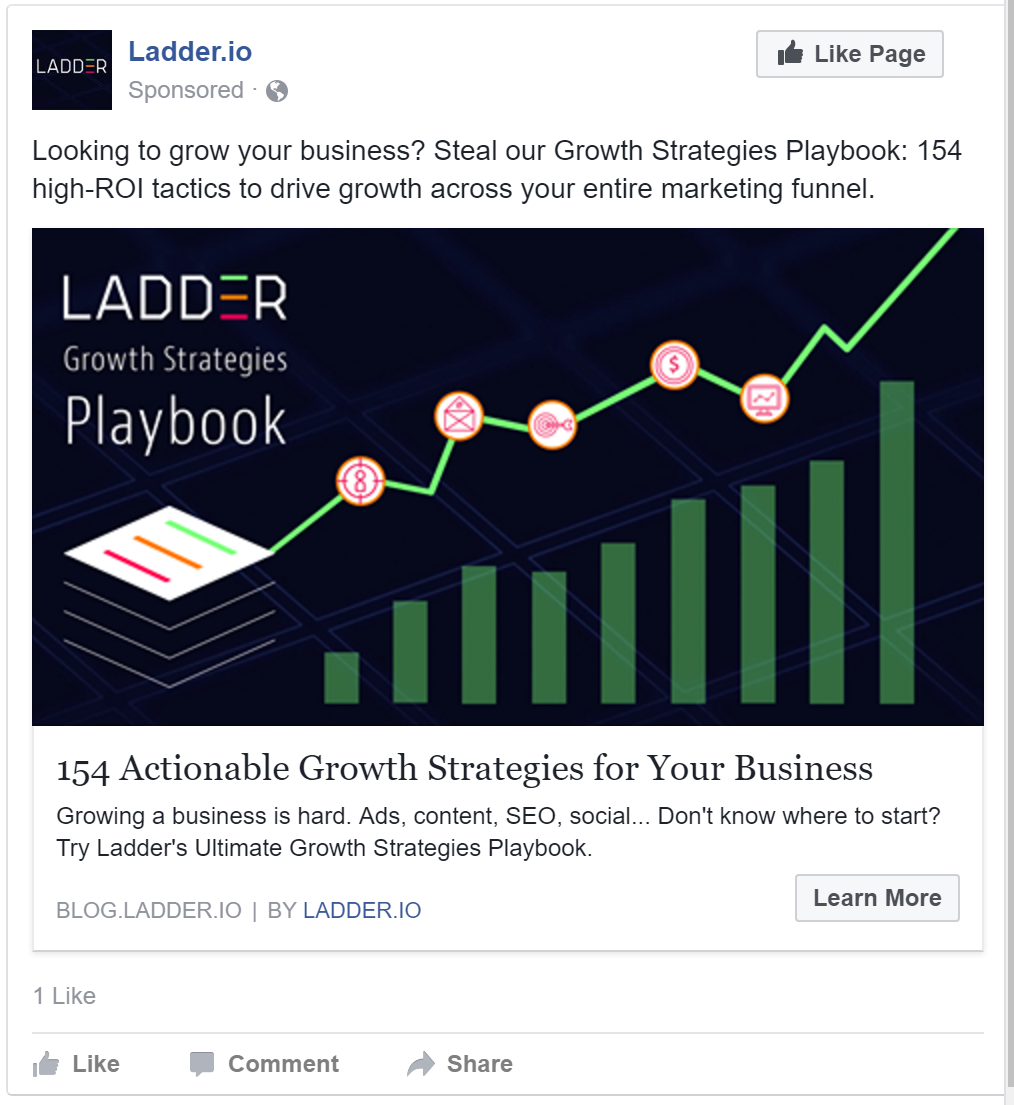 LADDER
Ladder.io
Sponsored ·
Like Page
Looking to grow your business? Steal our Growth Strategies Playbook: 154
high-ROI tactics to drive growth across your entire marketing funnel.
LADDER
Growth Strategies
Playbook
$
154 Actionable Growth Strategies for Your Business
Growing a business is hard. Ads, content, SEO, social... Don't know where to start?
Try Ladder's Ultimate Growth Strategies Playbook.
BLOG.LADDER.IO | BY LADDER.IO
Learn More
1 Like
Like Comment Share